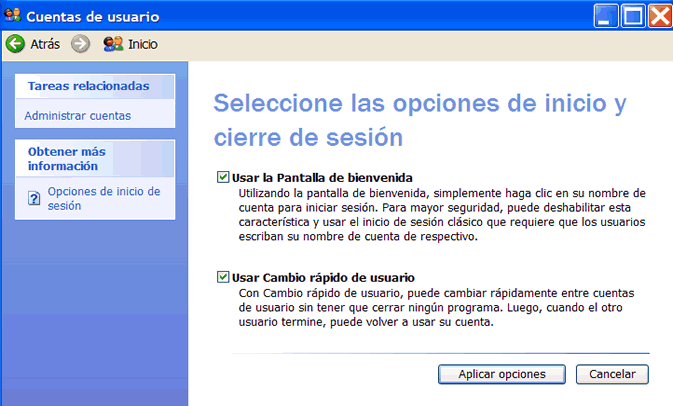 Cuentas de usuario
Atrás
Inicio
Tareas relacionadas
Administrar cuentas
Obtener más
información
Opciones de inicio de
sesión
Seleccione las opciones de inicio y
cierre de sesión
Usar la Pantalla de bienvenida
Utilizando la pantalla de bienvenida, simplemente haga clic en su nombre de
cuenta para iniciar sesión. Para mayor seguridad, puede deshabilitar esta
característica y usar el inicio de sesión clásico que requiere que los usuarios
escriban su nombre de cuenta de respectivo.
Usar Cambio rápido de usuario
Con Cambio rápido de usuario, puede cambiar rápidamente entre cuentas
de usuario sin tener que cerrar ningún programa. Luego, cuando el otro
usuario termine, puede volver a usar su cuenta.
Aplicar opciones
Cancelar